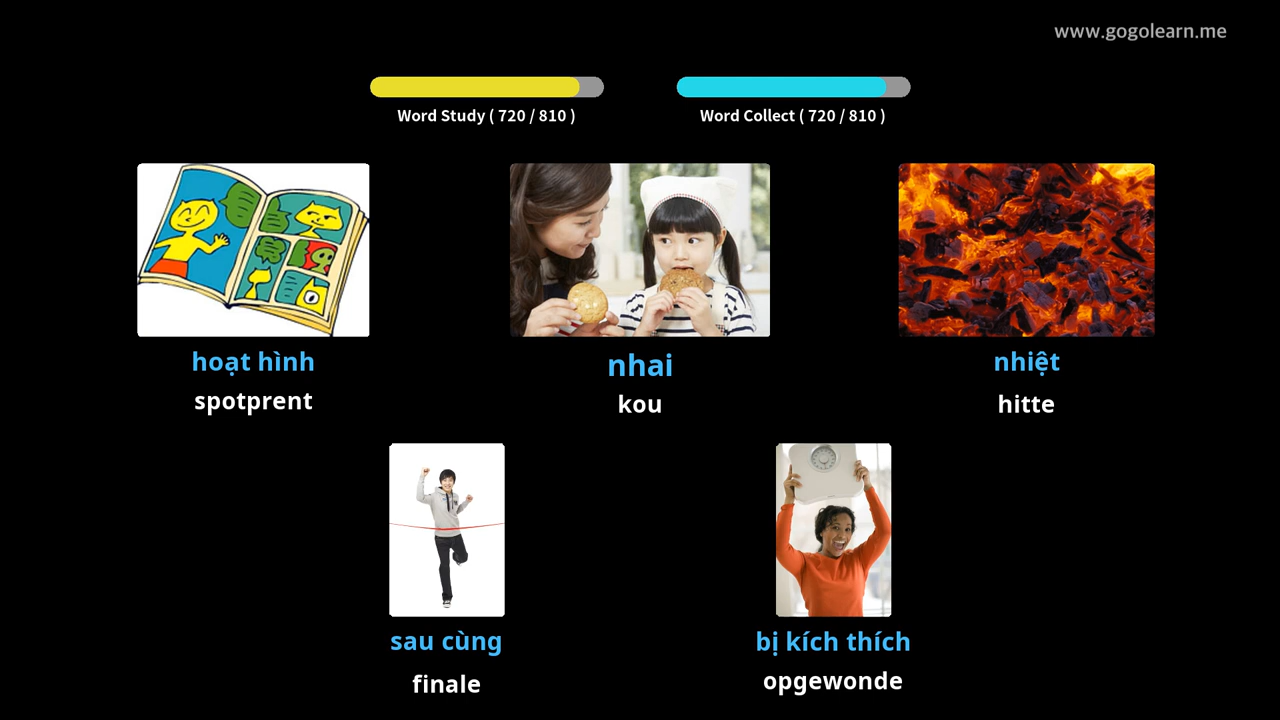 www.gogolearn.me
Word Study ( 720 / 810 )
Word Collect ( 720 / 810 )
hoạt hình
spotprent
nhai
kou
nhiệt
hitte
sau cùng
finale
bị kích thích
opgewonde